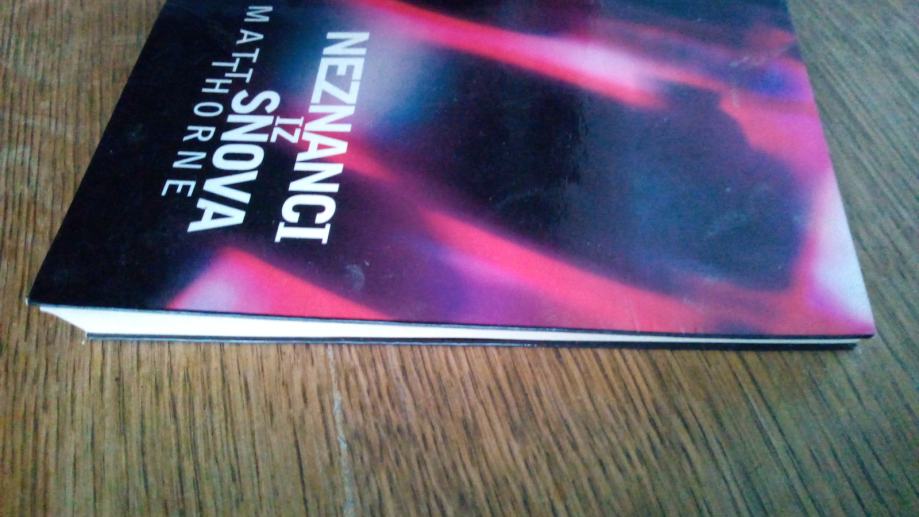 NEZNANCI
IZ
SNOVA
MATT THORNE